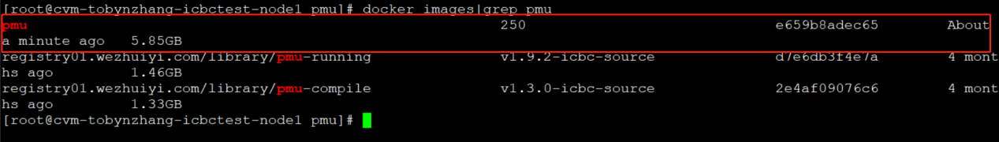 [root@cvm-tobynzhang-icbctest-node1 pmu]# docker images|grep pmu
pmu 250 e659b8adec65 About
a minute ago 5.85GB
registry01.wezhuiyi.com/library/pmu-running v1.9.2-icbc-source d7e6db3f4e7a 4 mont
hs ago 1.46GB
registry01.wezhuiyi.com/library/pmu-compile v1.3.0-icbc-source 2e4af09076c6 4 mont
hs ago 1.33GB
[root@cvm-tobynzhang-icbctest-node1 pmu]#